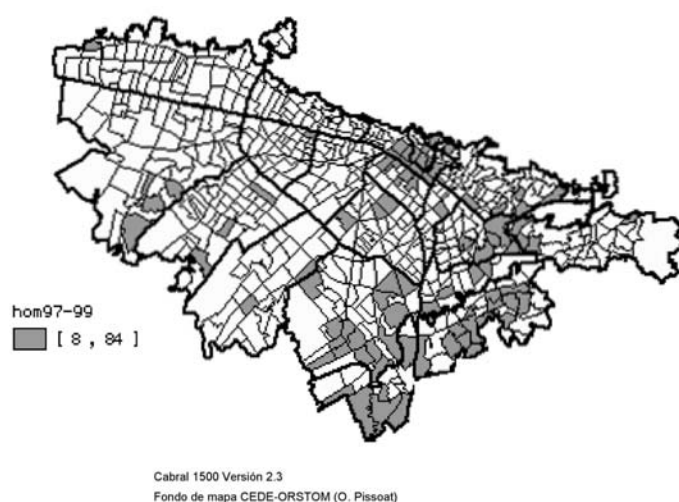 hom97-99
[ 8 , 84 ]
Cabral 1500 Versión 2.3
Fondo de mapa CEDE-ORSTOM (O. Pissoat)